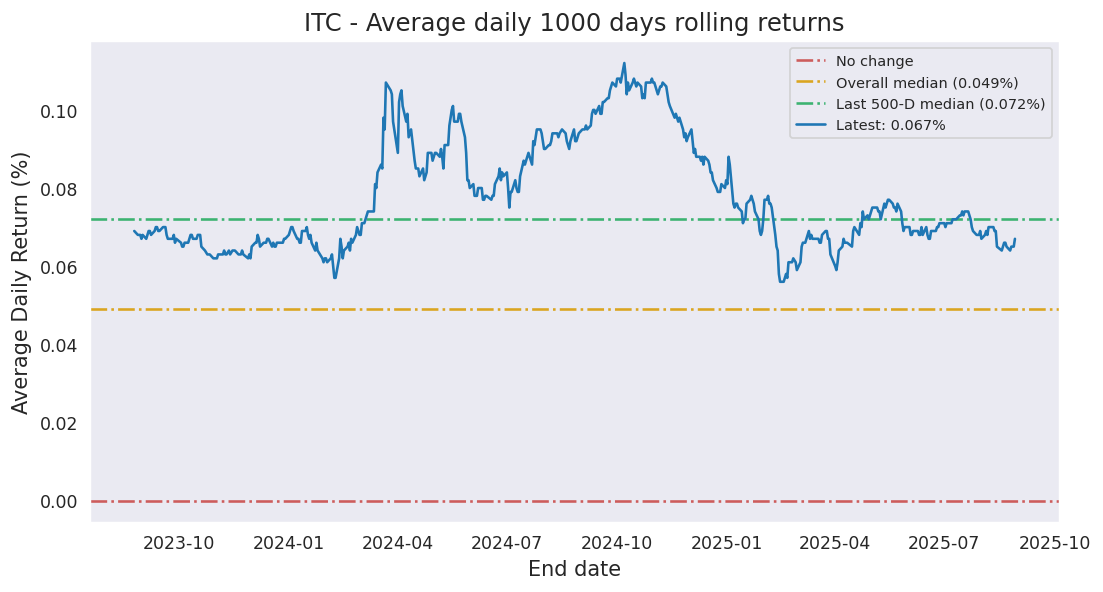 ITC - Average daily 1000 days rolling returns
No change
Overall median (0.049%)
Last 500-D median (0.072%)
Latest: 0.067%
Average Daily Return (%)
0.10
0.08
0.06
0.04
0.02
0.00
2023-10 2024-01 2024-04 2024-07 2024-10 2025-01 2025-04 2025-07 2025-10
End date